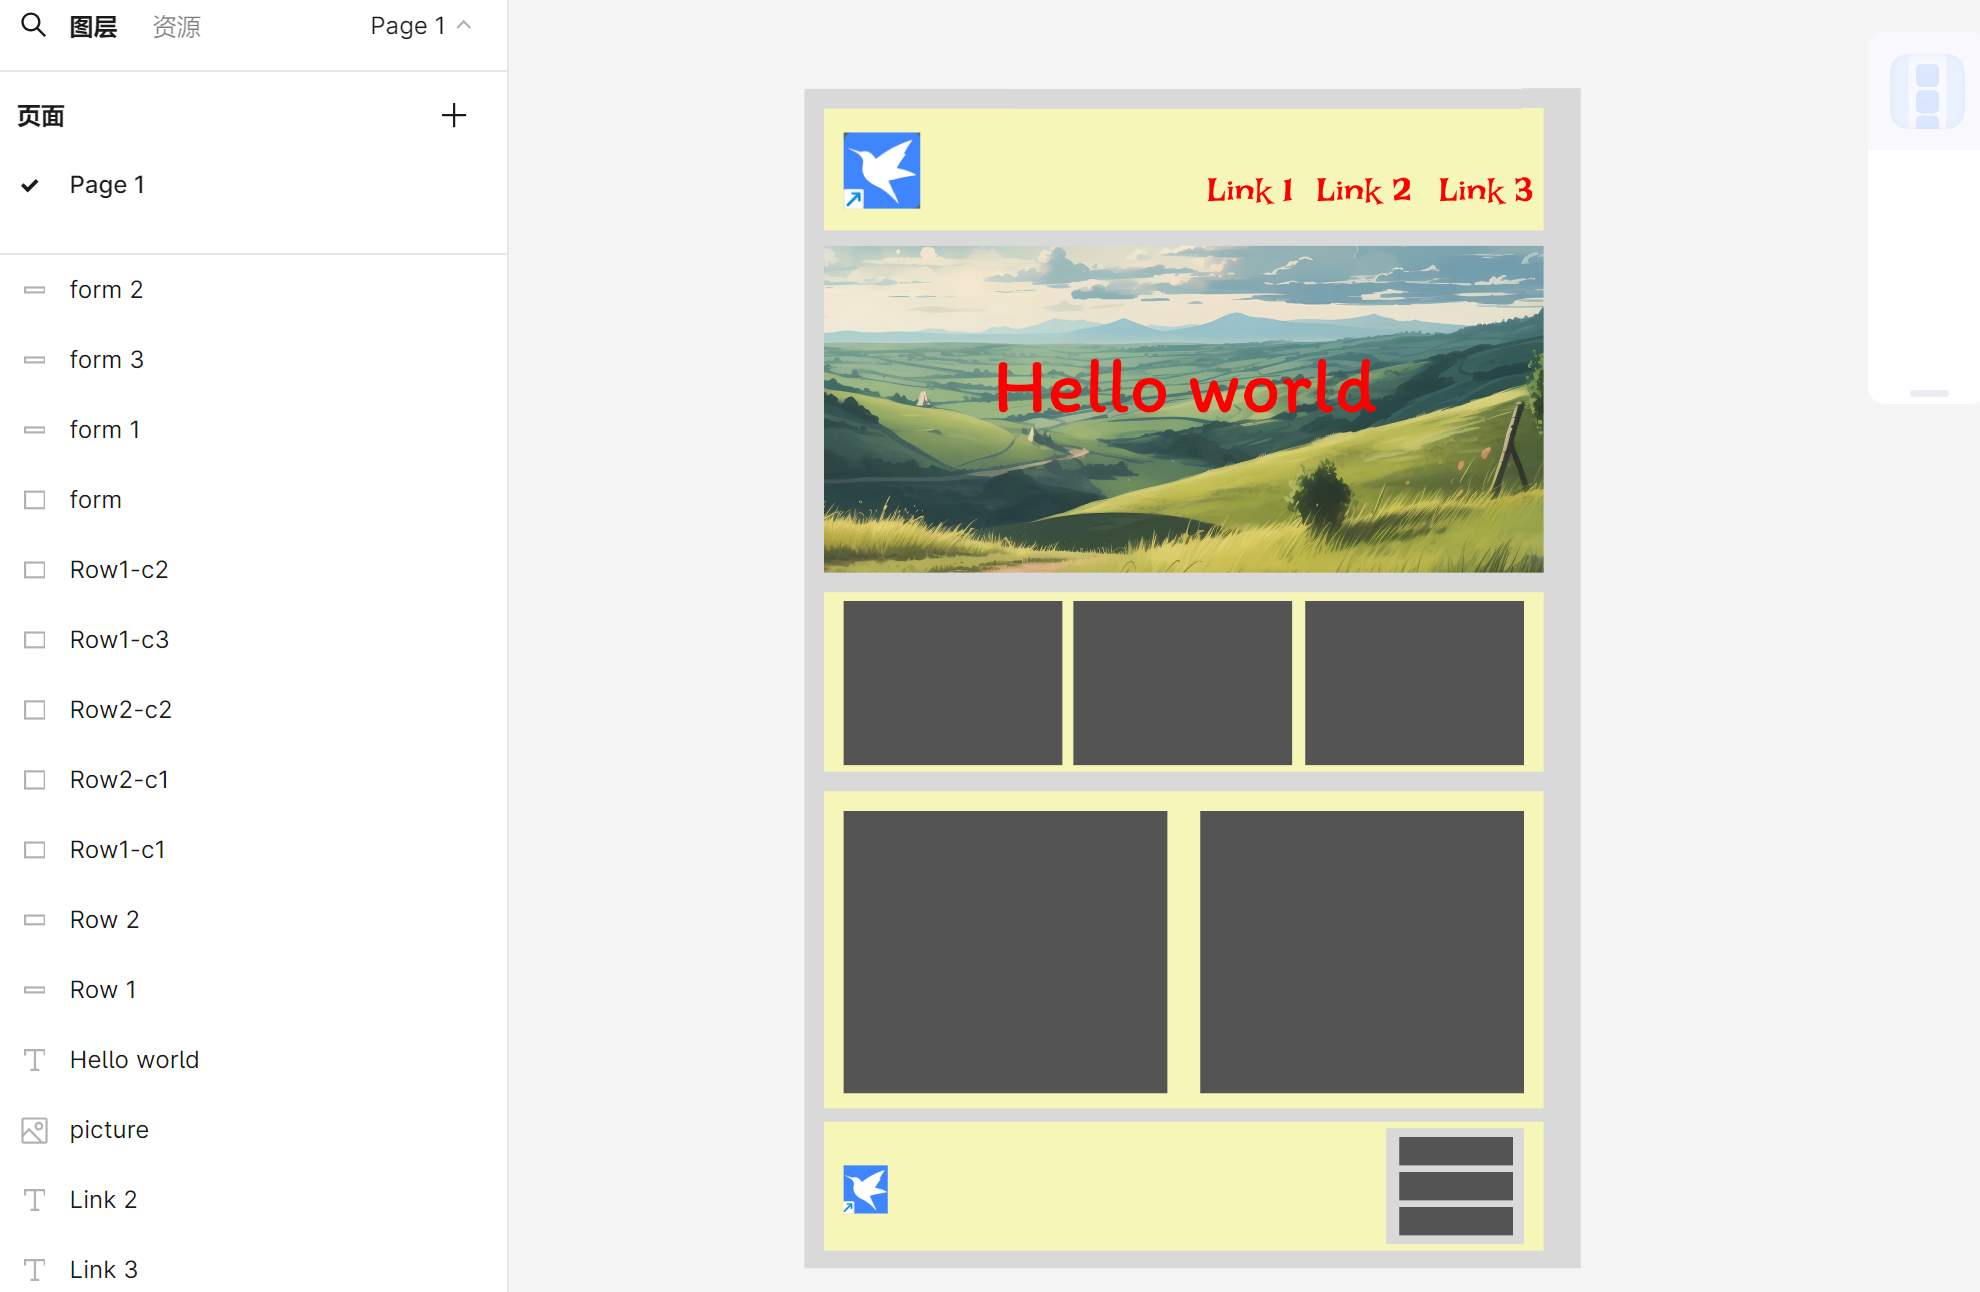 图层 资源 Page 1
页面
Page 1
form 2
form 3
form 1
form
Row1-c2
Row1-c3
Row2-c2
Row2-c1
Row1-c1
Row 2
Row 1
Hello world
picture
Link 2
Link 3
Link 1 Link 2 Link 3
Hello world